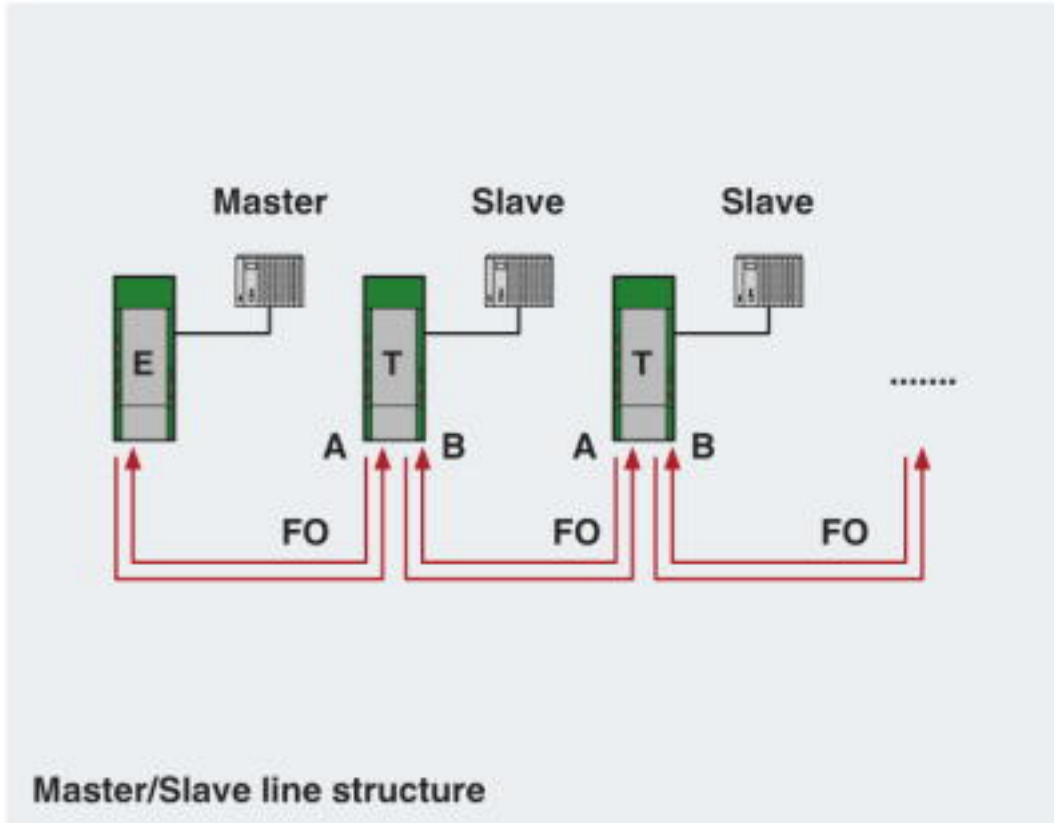 Master Slave Slave
E T T .......
A B A B
FO FO FO
Master/Slave line structure